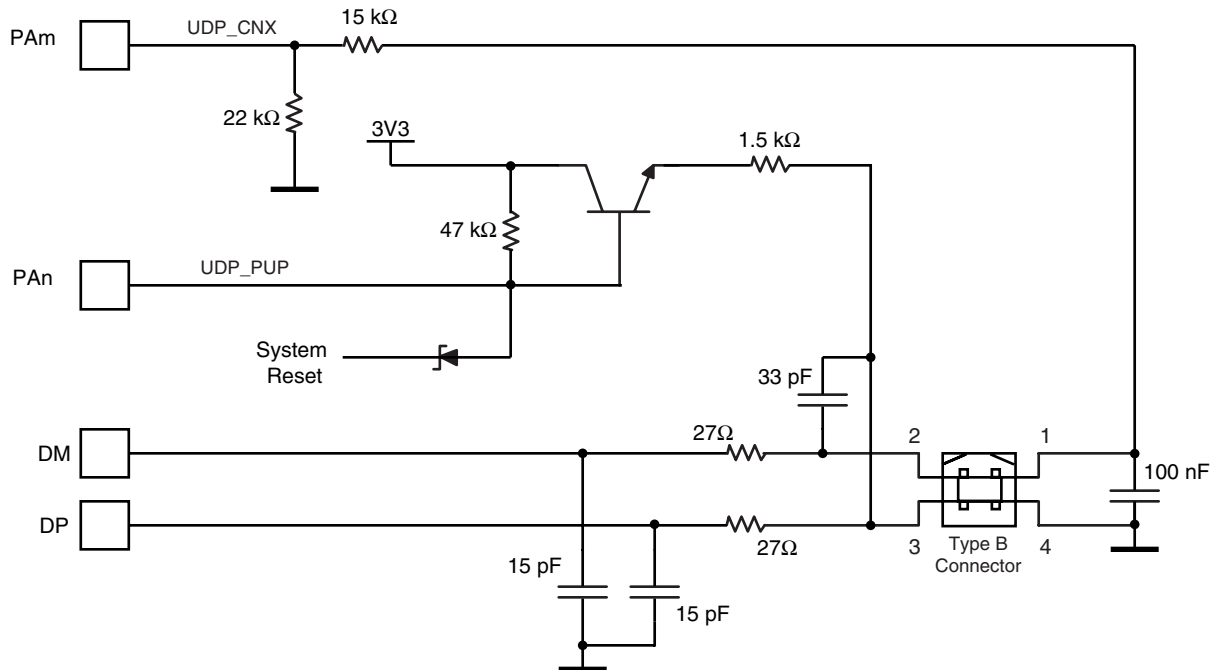 PAm
UDP_CNX
15 kΩ
22 kΩ
3V3
1.5 kΩ
47 kΩ
PAn
UDP_PUP
System
Reset
33 pF
DM
27Ω
2
1
100 nF
DP
27Ω
3
4
Type B
Connector
15 pF
15 pF